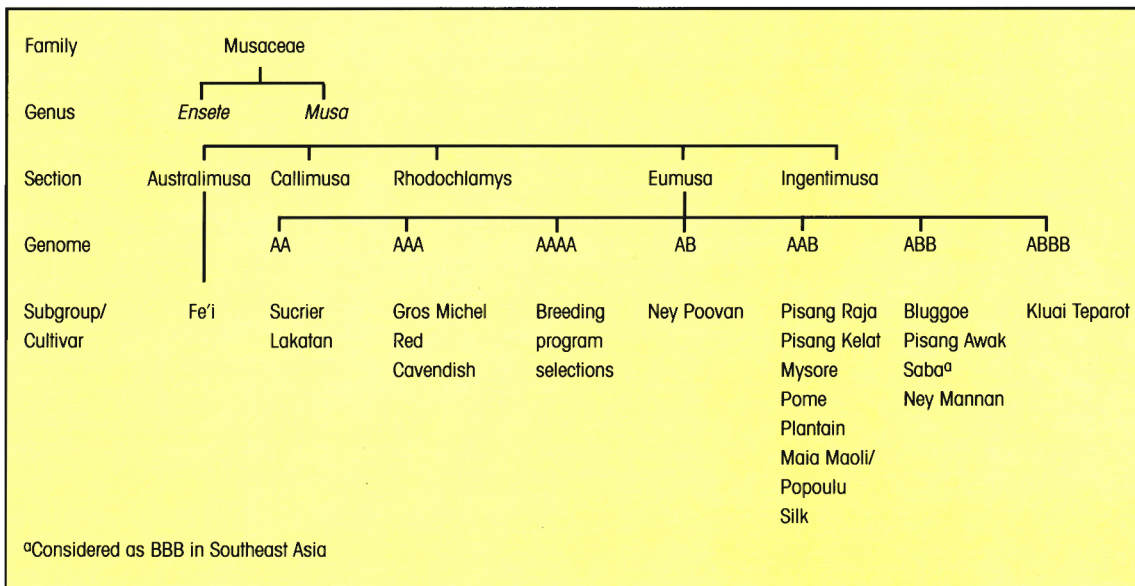 Family Musaceae
Genus Ensete Musa
Section Australimusa Callimusa Rhodochlamys Eumusa Ingentimusa
Genome AA AAA AAAA AB AAB ABB ABBB
Subgroup/ Fe'i Sucrier Gros Michel Breeding Ney Poovan Pisang Raja Bluggoe Kluai Teparot
Cultivar Lakatan Red program Pisang Kelat Pisang Awak
Cavendish selections Mysore Sabaª
Pome Ney Mannan
Plantain
Maia Maoli/
Popoulu
Silk
ªConsidered as BBB in Southeast Asia